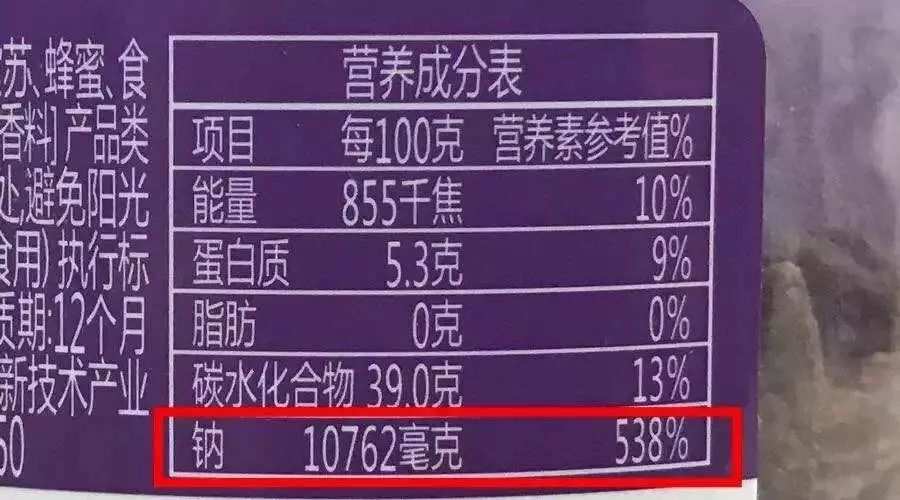 苏、蜂蜜、食
香料]产品类
处,避免阳光
食用)执行标
质期:12个月
新技术产业
50
营养成分表
项目 每100克 营养素参考值%
能量 855千焦 10%
蛋白质 5.3克 9%
脂肪 0克 0%
碳水化合物 39.0克 13%
钠 10762毫克 538%